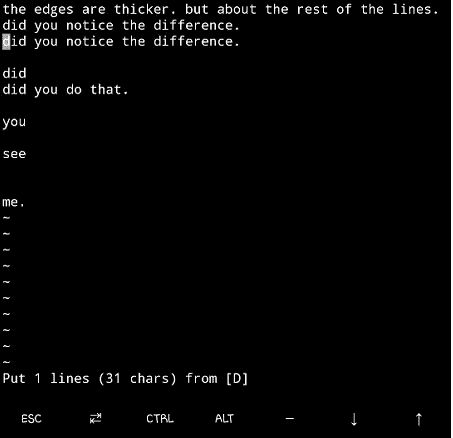 the edges are thicker. but about the rest of the lines.
did you notice the difference.
did you notice the difference.
did
did you do that.
you
see
me.
~
~
~
~
~
~
~
~
~
~
Put 1 lines (31 chars) from [D]
ESC ⇄ CTRL ALT — ↓ ↑